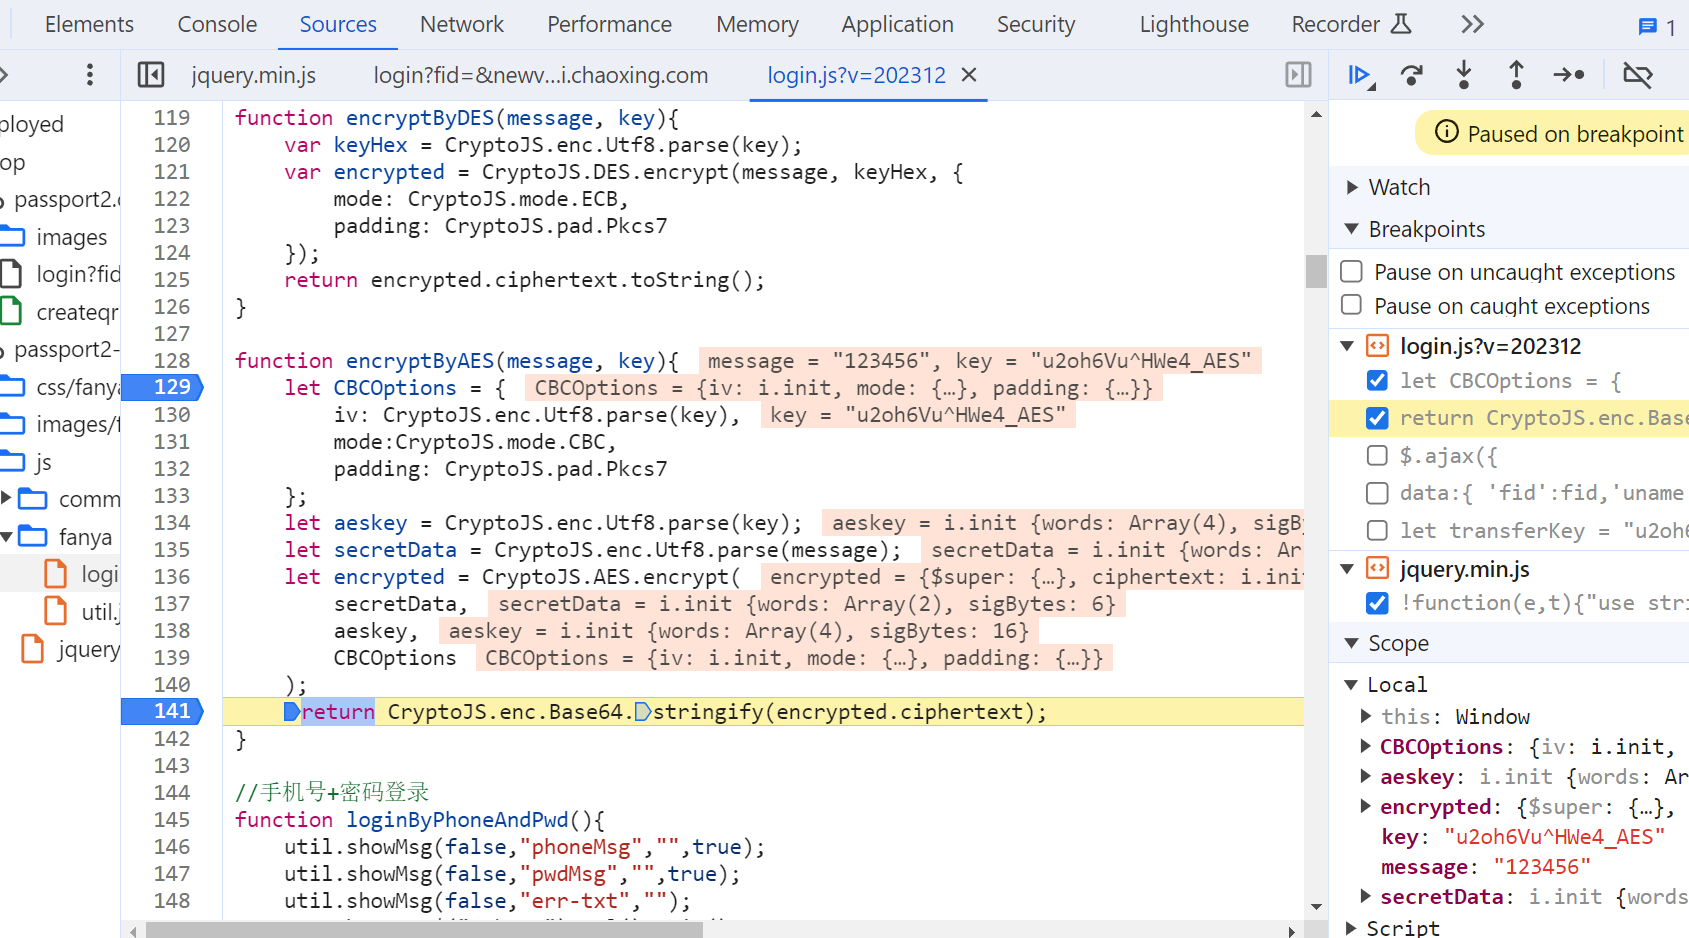 Elements Console Sources Network Performance Memory Application Security Lighthouse Recorder 1
jquery.min.js login?fid=&newv...i.chaoxing.com login.js?v=202312
ployed
op
passport2.
images
login?fid
createqr
passport2-
css/fanya
images/f
js
comm
fanya
logi
util.j
jquery
119 function encryptByDES(message, key){
120 var keyHex = CryptoJS.enc.Utf8.parse(key);
121 var encrypted = CryptoJS.DES.encrypt(message, keyHex, {
122 mode: CryptoJS.mode.ECB,
123 padding: CryptoJS.pad.Pkcs7
124 });
125 return encrypted.ciphertext.toString();
126 }
127
128 function encryptByAES(message, key){ message = "123456", key = "u2oh6Vu^HWe4_AES"
129 let CBCOptions = { CBCOptions = {iv: i.init, mode: {…}, padding: {…}}
130 iv: CryptoJS.enc.Utf8.parse(key), key = "u2oh6Vu^HWe4_AES"
131 mode:CryptoJS.mode.CBC,
132 padding: CryptoJS.pad.Pkcs7
133 };
134 let aeskey = CryptoJS.enc.Utf8.parse(key); aeskey = i.init {words: Array(4), sigBy
135 let secretData = CryptoJS.enc.Utf8.parse(message); secretData = i.init {words: Ar
136 let encrypted = CryptoJS.AES.encrypt( encrypted = {$super: {…}, ciphertext: i.init
137 secretData, secretData = i.init {words: Array(2), sigBytes: 6}
138 aeskey, aeskey = i.init {words: Array(4), sigBytes: 16}
139 CBCOptions CBCOptions = {iv: i.init, mode: {…}, padding: {…}}
140 );
141 return CryptoJS.enc.Base64.stringify(encrypted.ciphertext);
142 }
143
144 //手机号+密码登录
145 function loginByPhoneAndPwd(){
146 util.showMsg(false,"phoneMsg","",true);
147 util.showMsg(false,"pwdMsg","",true);
148 util.showMsg(false,"err-txt","");
Paused on breakpoint
Watch
Breakpoints
Pause on uncaught exceptions
Pause on caught exceptions
login.js?v=202312
let CBCOptions = {
return CryptoJS.enc.Base
$.ajax({
data:{ 'fid':fid,'uname
let transferKey = "u2oh6
jquery.min.js
!function(e,t){"use stri
Scope
Local
this: Window
CBCOptions: {iv: i.init,
aeskey: i.init {words: Ar
encrypted: {$super: {…},
key: "u2oh6Vu^HWe4_AES"
message: "123456"
secretData: i.init {words
Script